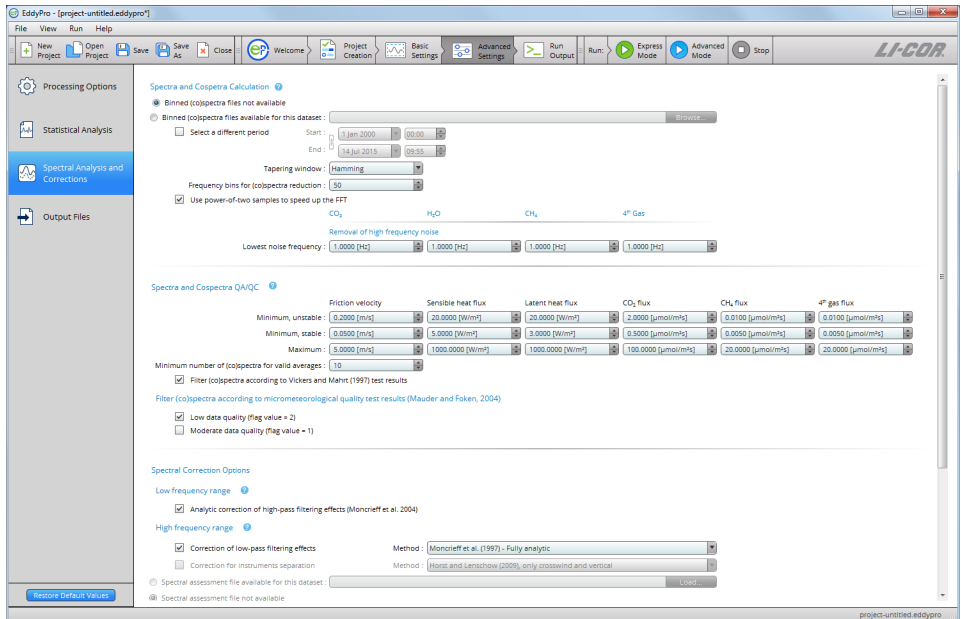 EddyPro - [project-untitled.eddypro*]
File View Run Help
New Project Open Project Save Save As Close Welcome Project Creation Basic Settings Advanced Settings Run Output Run: Express Mode Advanced Mode Stop LI-COR.
Processing Options
Statistical Analysis
Spectral Analysis and Corrections
Output Files
Restore Default Values
Spectra and Cospetra Calculation ?
Binned (co)spectra files not available
Binned (co)spectra files available for this dataset : Browse...
Select a different period Start : 1 Jan 2000 00:00
End : 14 Jul 2015 09:55
Tapering window : Hamming
Frequency bins for (co)spectra reduction : 50
Use power-of-two samples to speed up the FFT
CO₂ H₂O CH₄ 4ᵗʰ Gas
Removal of high frequency noise
Lowest noise frequency : 1.0000 [Hz] 1.0000 [Hz] 1.0000 [Hz] 1.0000 [Hz]
Spectra and Cospectra QA/QC ?
Friction velocity Sensible heat flux Latent heat flux CO₂ flux CH₄ flux 4ᵗʰ gas flux
Minimum, unstable : 0.2000 [m/s] 20.0000 [W/m²] 20.0000 [W/m²] 2.0000 [μmol/m²s] 0.0100 [μmol/m²s] 0.0100 [μmol/m²s]
Minimum, stable : 0.0500 [m/s] 5.0000 [W/m²] 3.0000 [W/m²] 0.5000 [μmol/m²s] 0.0050 [μmol/m²s] 0.0050 [μmol/m²s]
Maximum : 5.0000 [m/s] 1000.0000 [W/m²] 1000.0000 [W/m²] 100.0000 [μmol/m²s] 20.0000 [μmol/m²s] 20.0000 [μmol/m²s]
Minimum number of (co)spectra for valid averages : 10
Filter (co)spectra according to Vickers and Mahrt (1997) test results
Filter (co)spectra according to micrometeorological quality test results (Mauder and Foken, 2004)
Low data quality (flag value = 2)
Moderate data quality (flag value = 1)
Spectral Correction Options
Low frequency range ?
Analytic correction of high-pass filtering effects (Moncrieff et al. 2004)
High frequency range ?
Correction of low-pass filtering effects Method : Moncrieff et al. (1997) - Fully analytic
Correction for instruments separation Method : Horst and Lenschow (2009), only crosswind and vertical
Spectral assessment file available for this dataset : Load...
Spectral assessment file not available
project-untitled.eddypro